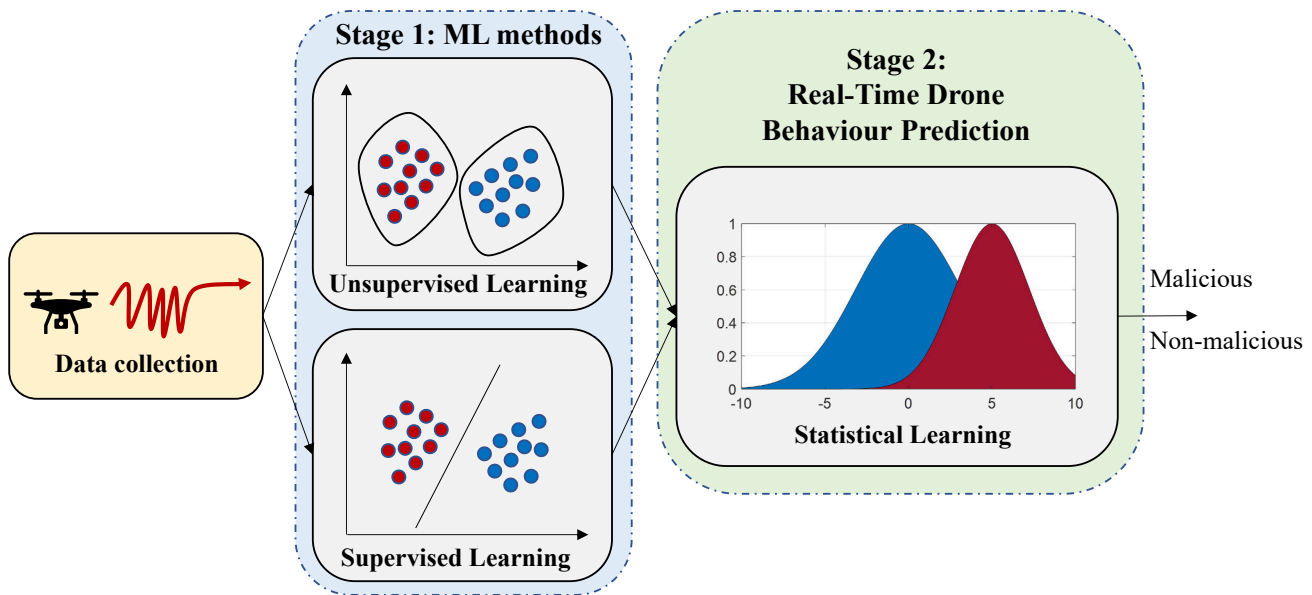 Stage 1: ML methods
Unsupervised Learning
Data collection
Supervised Learning
Stage 2:
Real-Time Drone
Behaviour Prediction
1
0.8
0.6
0.4
0.2
0
-10
-5
0
5
10
Statistical Learning
Malicious
Non-malicious